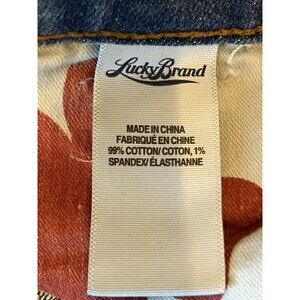 Lucky Brand
MADE IN CHINA
FABRIQUÉ EN CHINE
99% COTTON/ COTON, 1%
SPANDEX/ ÉLASTHANNE